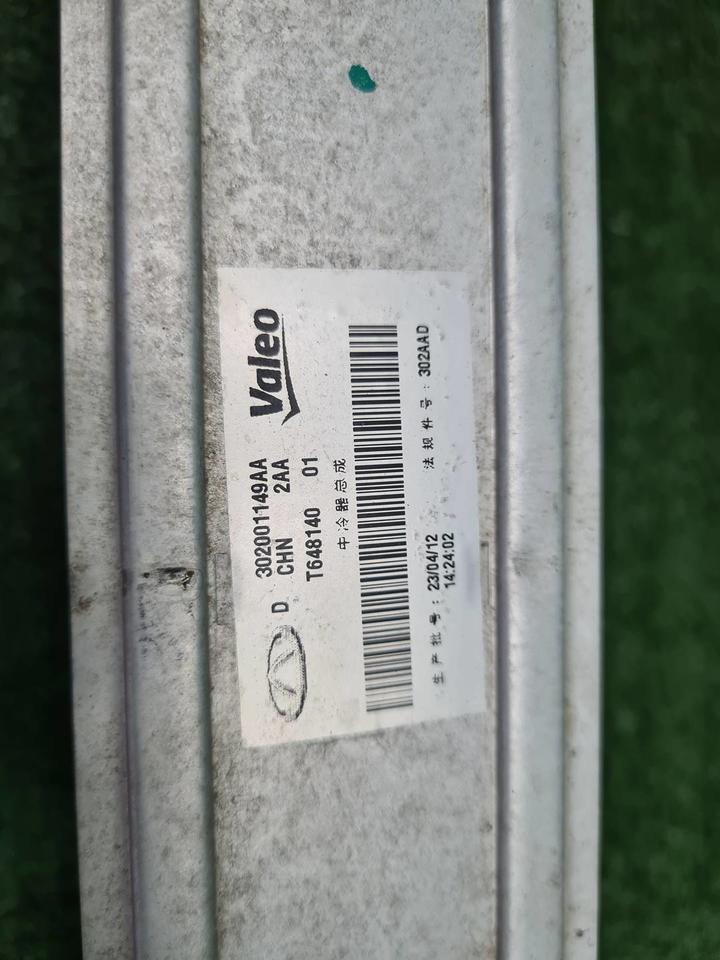 Valeo
302001149AA
D CHN 2AA
T648140 01
中冷器总成
生产批号: 23/04/12
14:24:02
法规件号: 302AAD